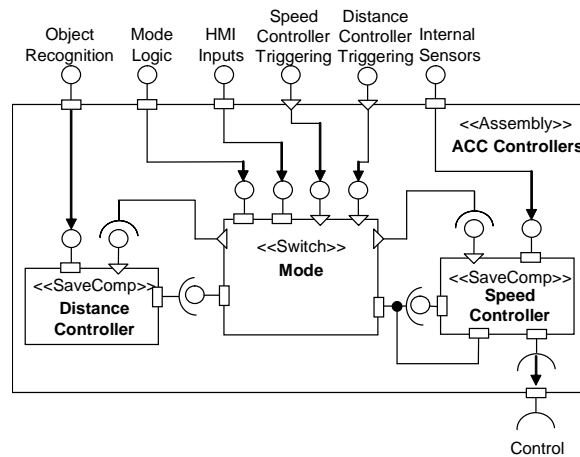 Object
Recognition
Mode
Logic
HMI
Inputs
Speed
Controller
Triggering
Distance
Controller
Triggering
Internal
Sensors
<<Assembly>>
ACC Controllers
<<Switch>>
Mode
<<SaveComp>>
Distance
Controller
<<SaveComp>>
Speed
Controller
Control